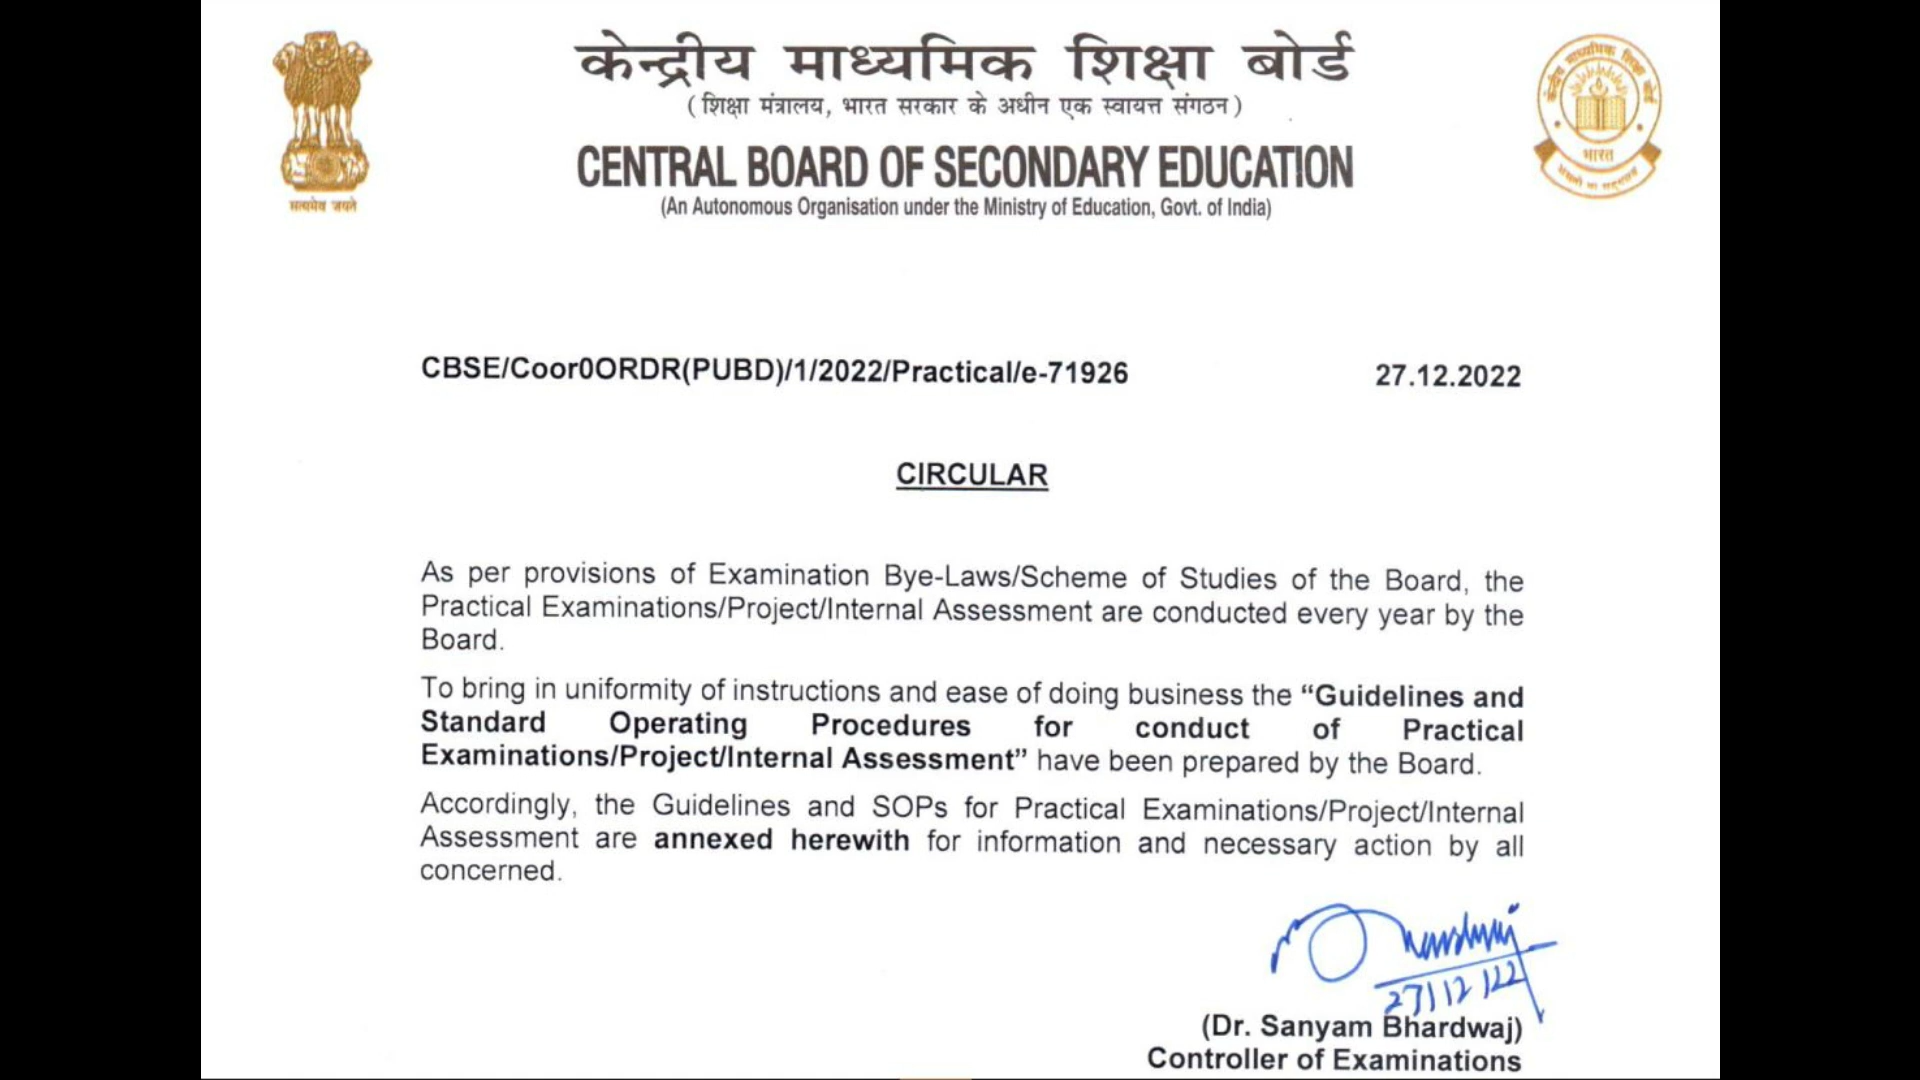 केन्द्रीय माध्यमिक शिक्षा बोर्ड
(शिक्षा मंत्रालय, भारत सरकार के अधीन एक स्वायत्त संगठन)
CENTRAL BOARD OF SECONDARY EDUCATION
(An Autonomous Organisation under the Ministry of Education, Govt. of India)
सत्यमेव जयते
केन्द्रीय माध्यमिक शिक्षा बोर्ड
भारत
CBSE/Coor0ORDR(PUBD)/1/2022/Practical/e-71926 27.12.2022
CIRCULAR
As per provisions of Examination Bye-Laws/Scheme of Studies of the Board, the
Practical Examinations/Project/Internal Assessment are conducted every year by the
Board.
To bring in uniformity of instructions and ease of doing business the “Guidelines and
Standard Operating Procedures for conduct of Practical
Examinations/Project/Internal Assessment” have been prepared by the Board.
Accordingly, the Guidelines and SOPs for Practical Examinations/Project/Internal
Assessment are annexed herewith for information and necessary action by all
concerned.
27/12/22
(Dr. Sanyam Bhardwaj)
Controller of Examinations